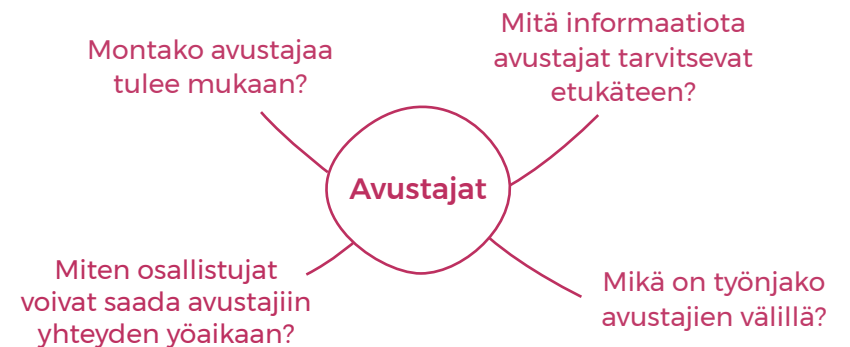 Montako avustajaa
tulee mukaan?
Mitä informaatiota
avustajat tarvitsevat
etukäteen?
Avustajat
Miten osallistujat
voivat saada avustajiin
yhteyden yöaikaan?
Mikä on työnjako
avustajien välillä?